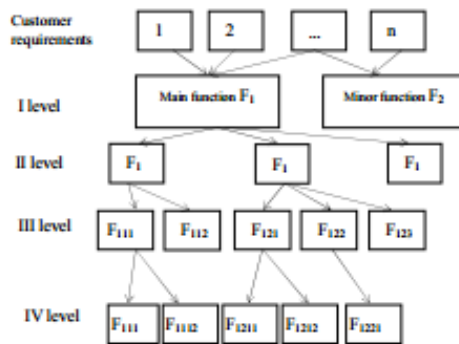 Customer
requirements
1 2 ... n
I level
Main function F1
Minor function F2
II level
F1 F1 F1
III level
F111 F112 F121 F122 F123
IV level
F111 F1112 F1211 F1212 F1221